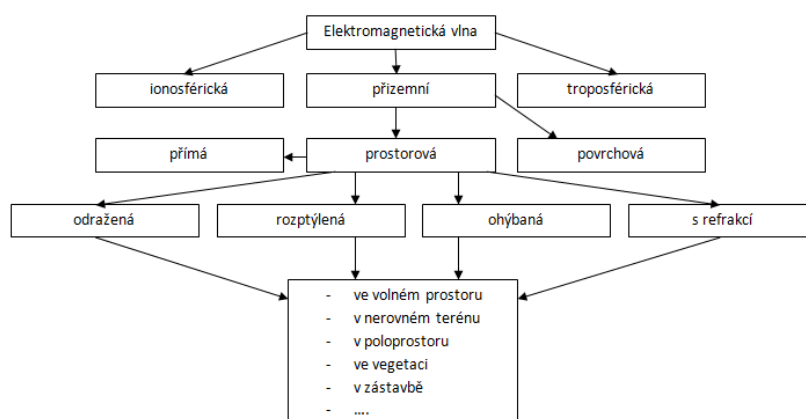 Elektromagnetická vlna
ionosférická
přizemní
troposférická
přímá
prostorová
povrchová
odražená
rozptýlená
ohýbaná
s refrakcí
- ve volném prostoru
- v nerovném terénu
- v poloprostoru
- ve vegetaci
- v zástavbě
- ….